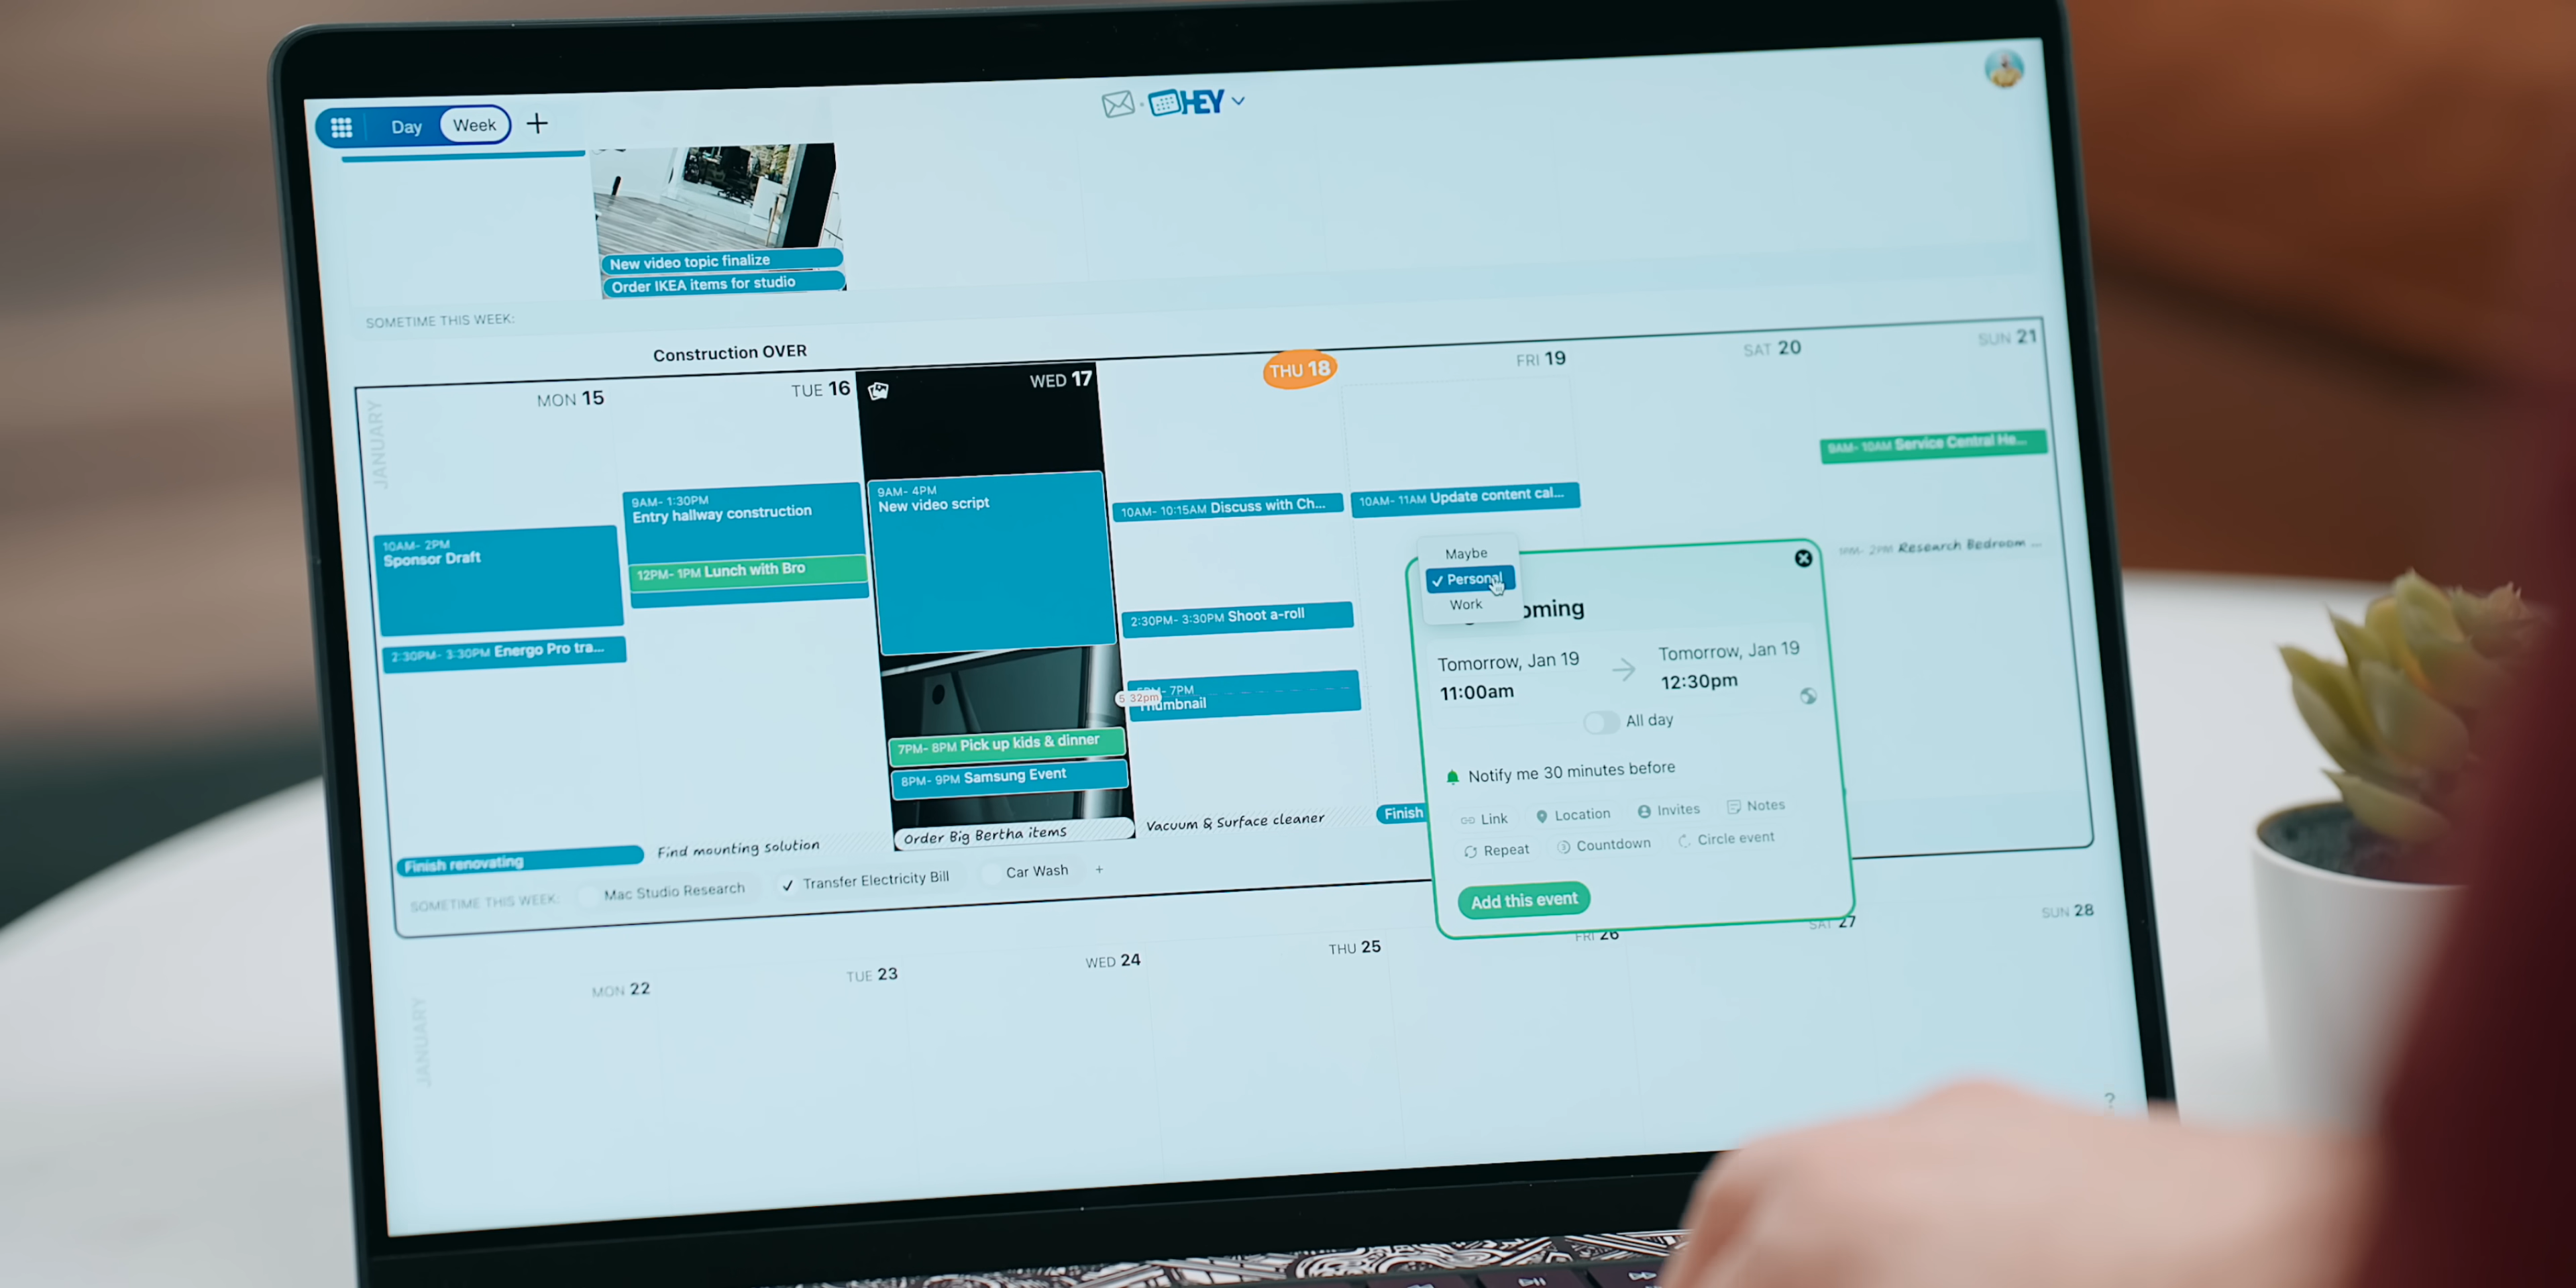 Day
Week
HEY
New video topic finalize
Order IKEA items for studio
SOMETIME THIS WEEK:
Construction OVER
JANUARY
MON 15
TUE 16
WED 17
THU 18
FRI 19
SAT 20
SUN 21
10AM- 2PM
Sponsor Draft
2:30PM- 3:30PM Energo Pro tra...
9AM- 1:30PM
Entry hallway construction
12PM- 1PM Lunch with Bro
9AM- 4PM
New video script
7PM- 8PM Pick up kids & dinner
8PM- 9PM Samsung Event
10AM- 10:15AM Discuss with Ch...
2:30PM- 3:30PM Shoot a-roll
7PM
5:32pm
Thumbnail
10AM- 11AM Update content cal...
9AM- 10AM Service Central He...
2PM Research Bedroom ...
Maybe
✓ Personal
Work
oming
Tomorrow, Jan 19
11:00am
→
Tomorrow, Jan 19
12:30pm
All day
Notify me 30 minutes before
Link
Location
Invites
Notes
Repeat
Countdown
Circle event
Add this event
Finish renovating
Find mounting solution
Order Big Bertha items
Vacuum & Surface cleaner
Finish
SOMETIME THIS WEEK:
Mac Studio Research
✓ Transfer Electricity Bill
Car Wash
+
JANUARY
MON 22
TUE 23
WED 24
THU 25
FRI 26
SAT 27
SUN 28
?